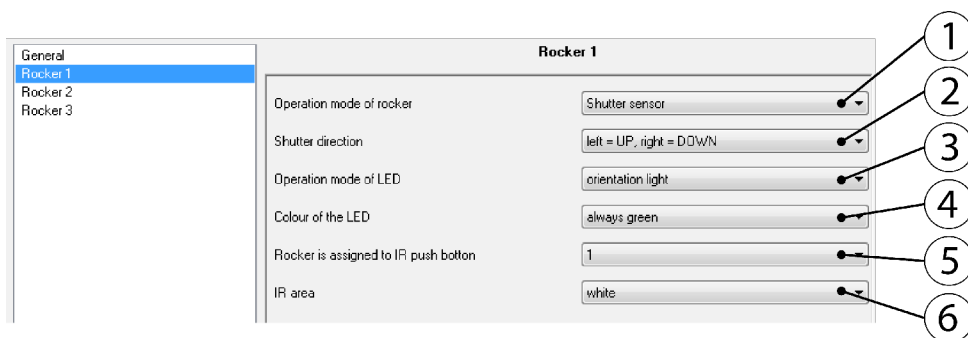 General
Rocker 1
Rocker 2
Rocker 3
Rocker 1
Operation mode of rocker
Shutter sensor
1
Shutter direction
left = UP, right = DOWN
2
Operation mode of LED
orientation light
3
Colour of the LED
always green
4
Rocker is assigned to IR push botton
1
5
IR area
white
6